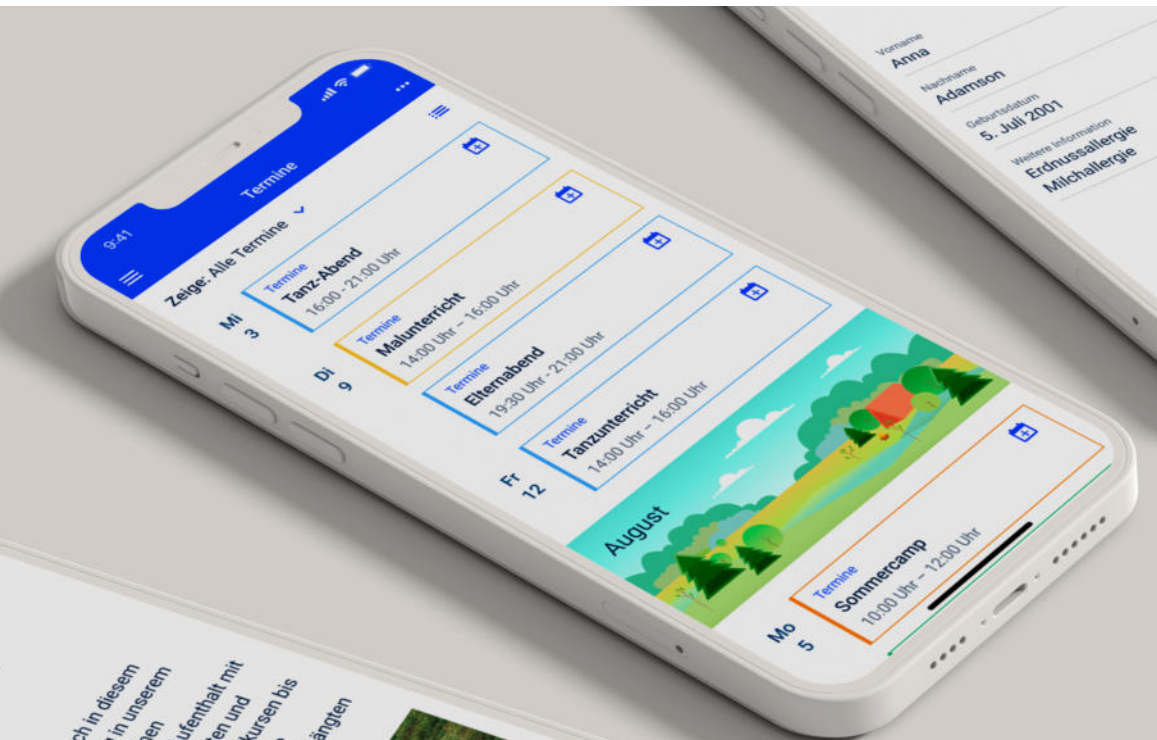 9:41
Termine
Zeige: Alle Termine
Mi
3
Termine
Tanz-Abend
16:00 - 21:00 Uhr
Di
9
Termine
Malunterricht
14:00 Uhr – 16:00 Uhr
Termine
Elternabend
19:30 Uhr - 21:00 Uhr
Fr
12
Termine
Tanzunterricht
14:00 Uhr – 16:00 Uhr
August
Mo
5
Termine
Sommercamp
10:00 Uhr – 12:00 Uhr
Vorname
Anna
Nachname
Adamson
Geburtsdatum
5. Juli 2001
Weitere Information
Erdnussallergie
Milchallergie
ch in diesem
in unserem
ufenthalt mit
ten und
kursen bis
ängten